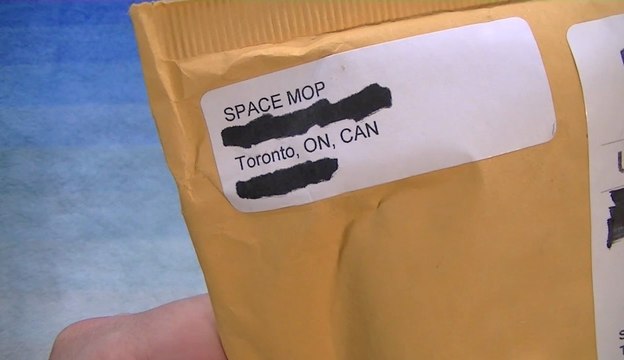 SPACE MOP
Toronto, ON, CAN